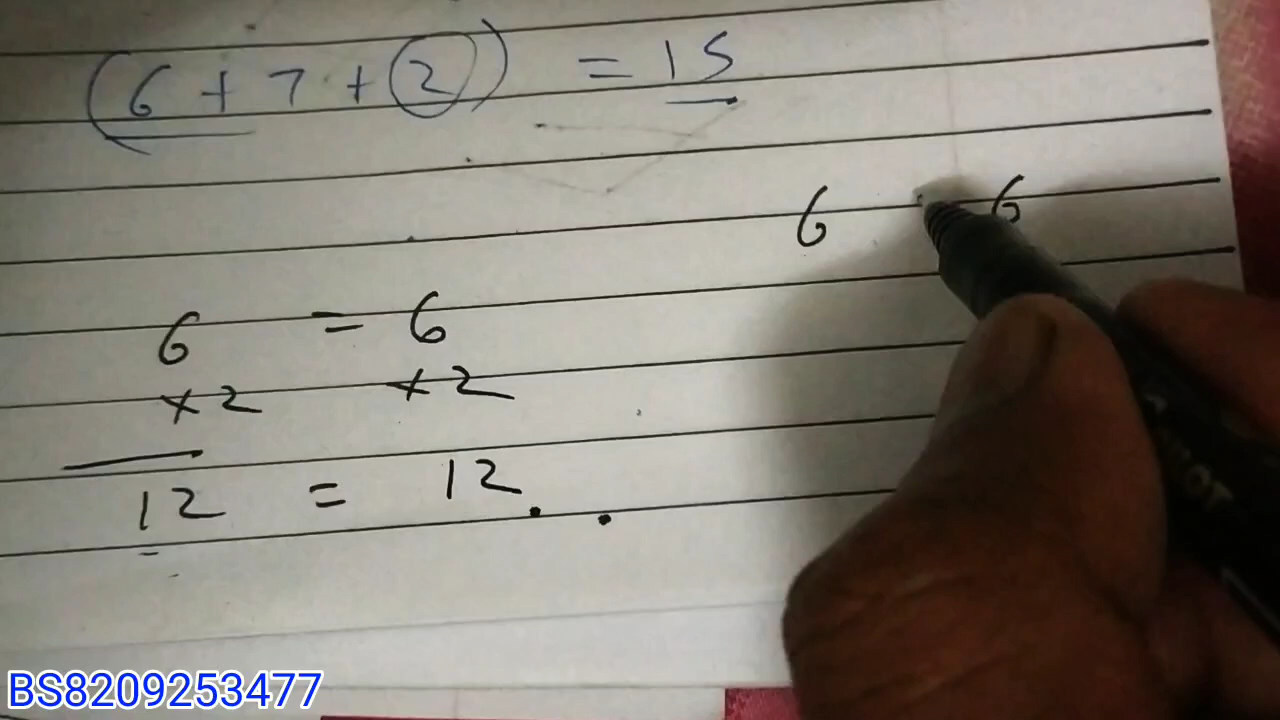 (6 + 7 + 2) = 15
6 6
6 = 6
×2 ×2
12 = 12
BS8209253477